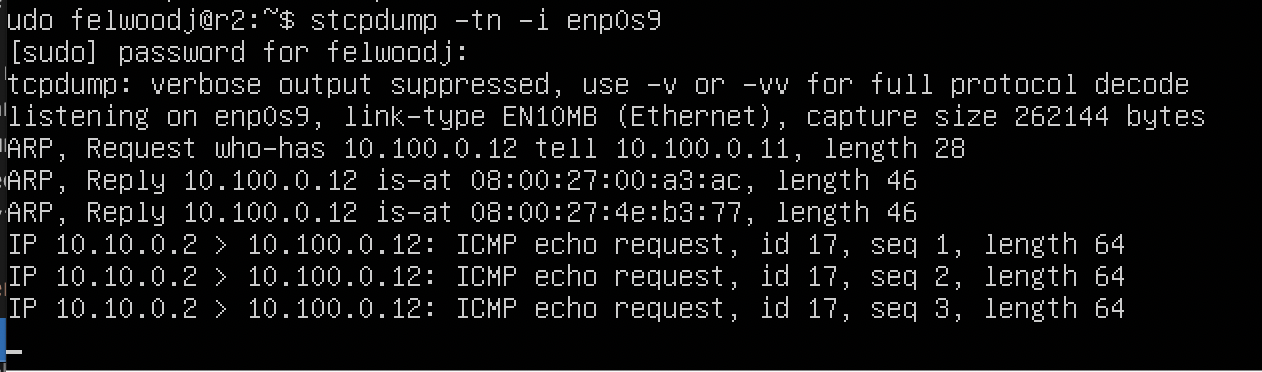 udo felwoodj@r2:~$ stcpdump -tn -i enp0s9
[sudo] password for felwoodj:
tcpdump: verbose output suppressed, use -v or -vv for full protocol decode
listening on enp0s9, link-type EN10MB (Ethernet), capture size 262144 bytes
ARP, Request who-has 10.100.0.12 tell 10.100.0.11, length 28
ARP, Reply 10.100.0.12 is-at 08:00:27:00:a3:ac, length 46
ARP, Reply 10.100.0.12 is-at 08:00:27:4e:b3:77, length 46
IP 10.10.0.2 > 10.100.0.12: ICMP echo request, id 17, seq 1, length 64
IP 10.10.0.2 > 10.100.0.12: ICMP echo request, id 17, seq 2, length 64
IP 10.10.0.2 > 10.100.0.12: ICMP echo request, id 17, seq 3, length 64